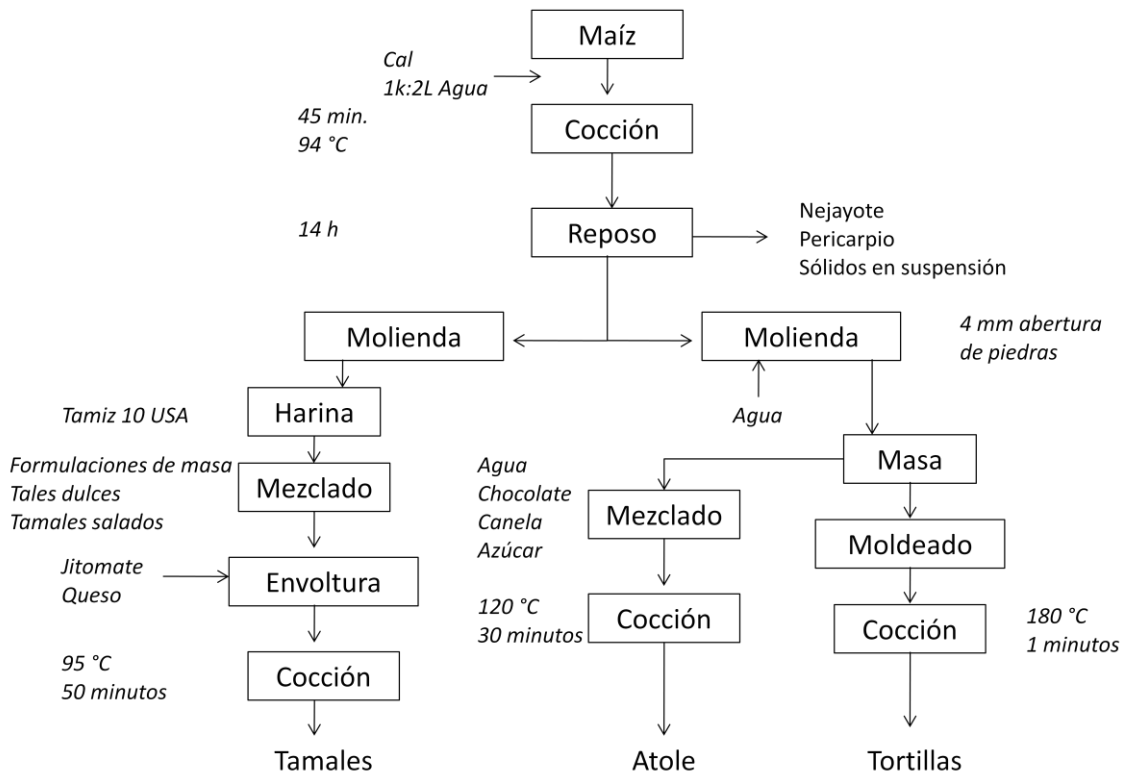 Maíz
Cal
1k:2L Agua
45 min.
94 °C
Cocción
14 h
Reposo
Nejayote
Pericarpio
Sólidos en suspensión
Molienda
Molienda
4 mm abertura
de piedras
Tamiz 10 USA
Harina
Agua
Formulaciones de masa
Tales dulces
Tamales salados
Mezclado
Agua
Chocolate
Canela
Azúcar
Mezclado
Masa
Moldeado
Jitomate
Queso
Envoltura
120 °C
30 minutos
Cocción
Cocción
180 °C
1 minutos
95 °C
50 minutos
Cocción
Tamales
Atole
Tortillas